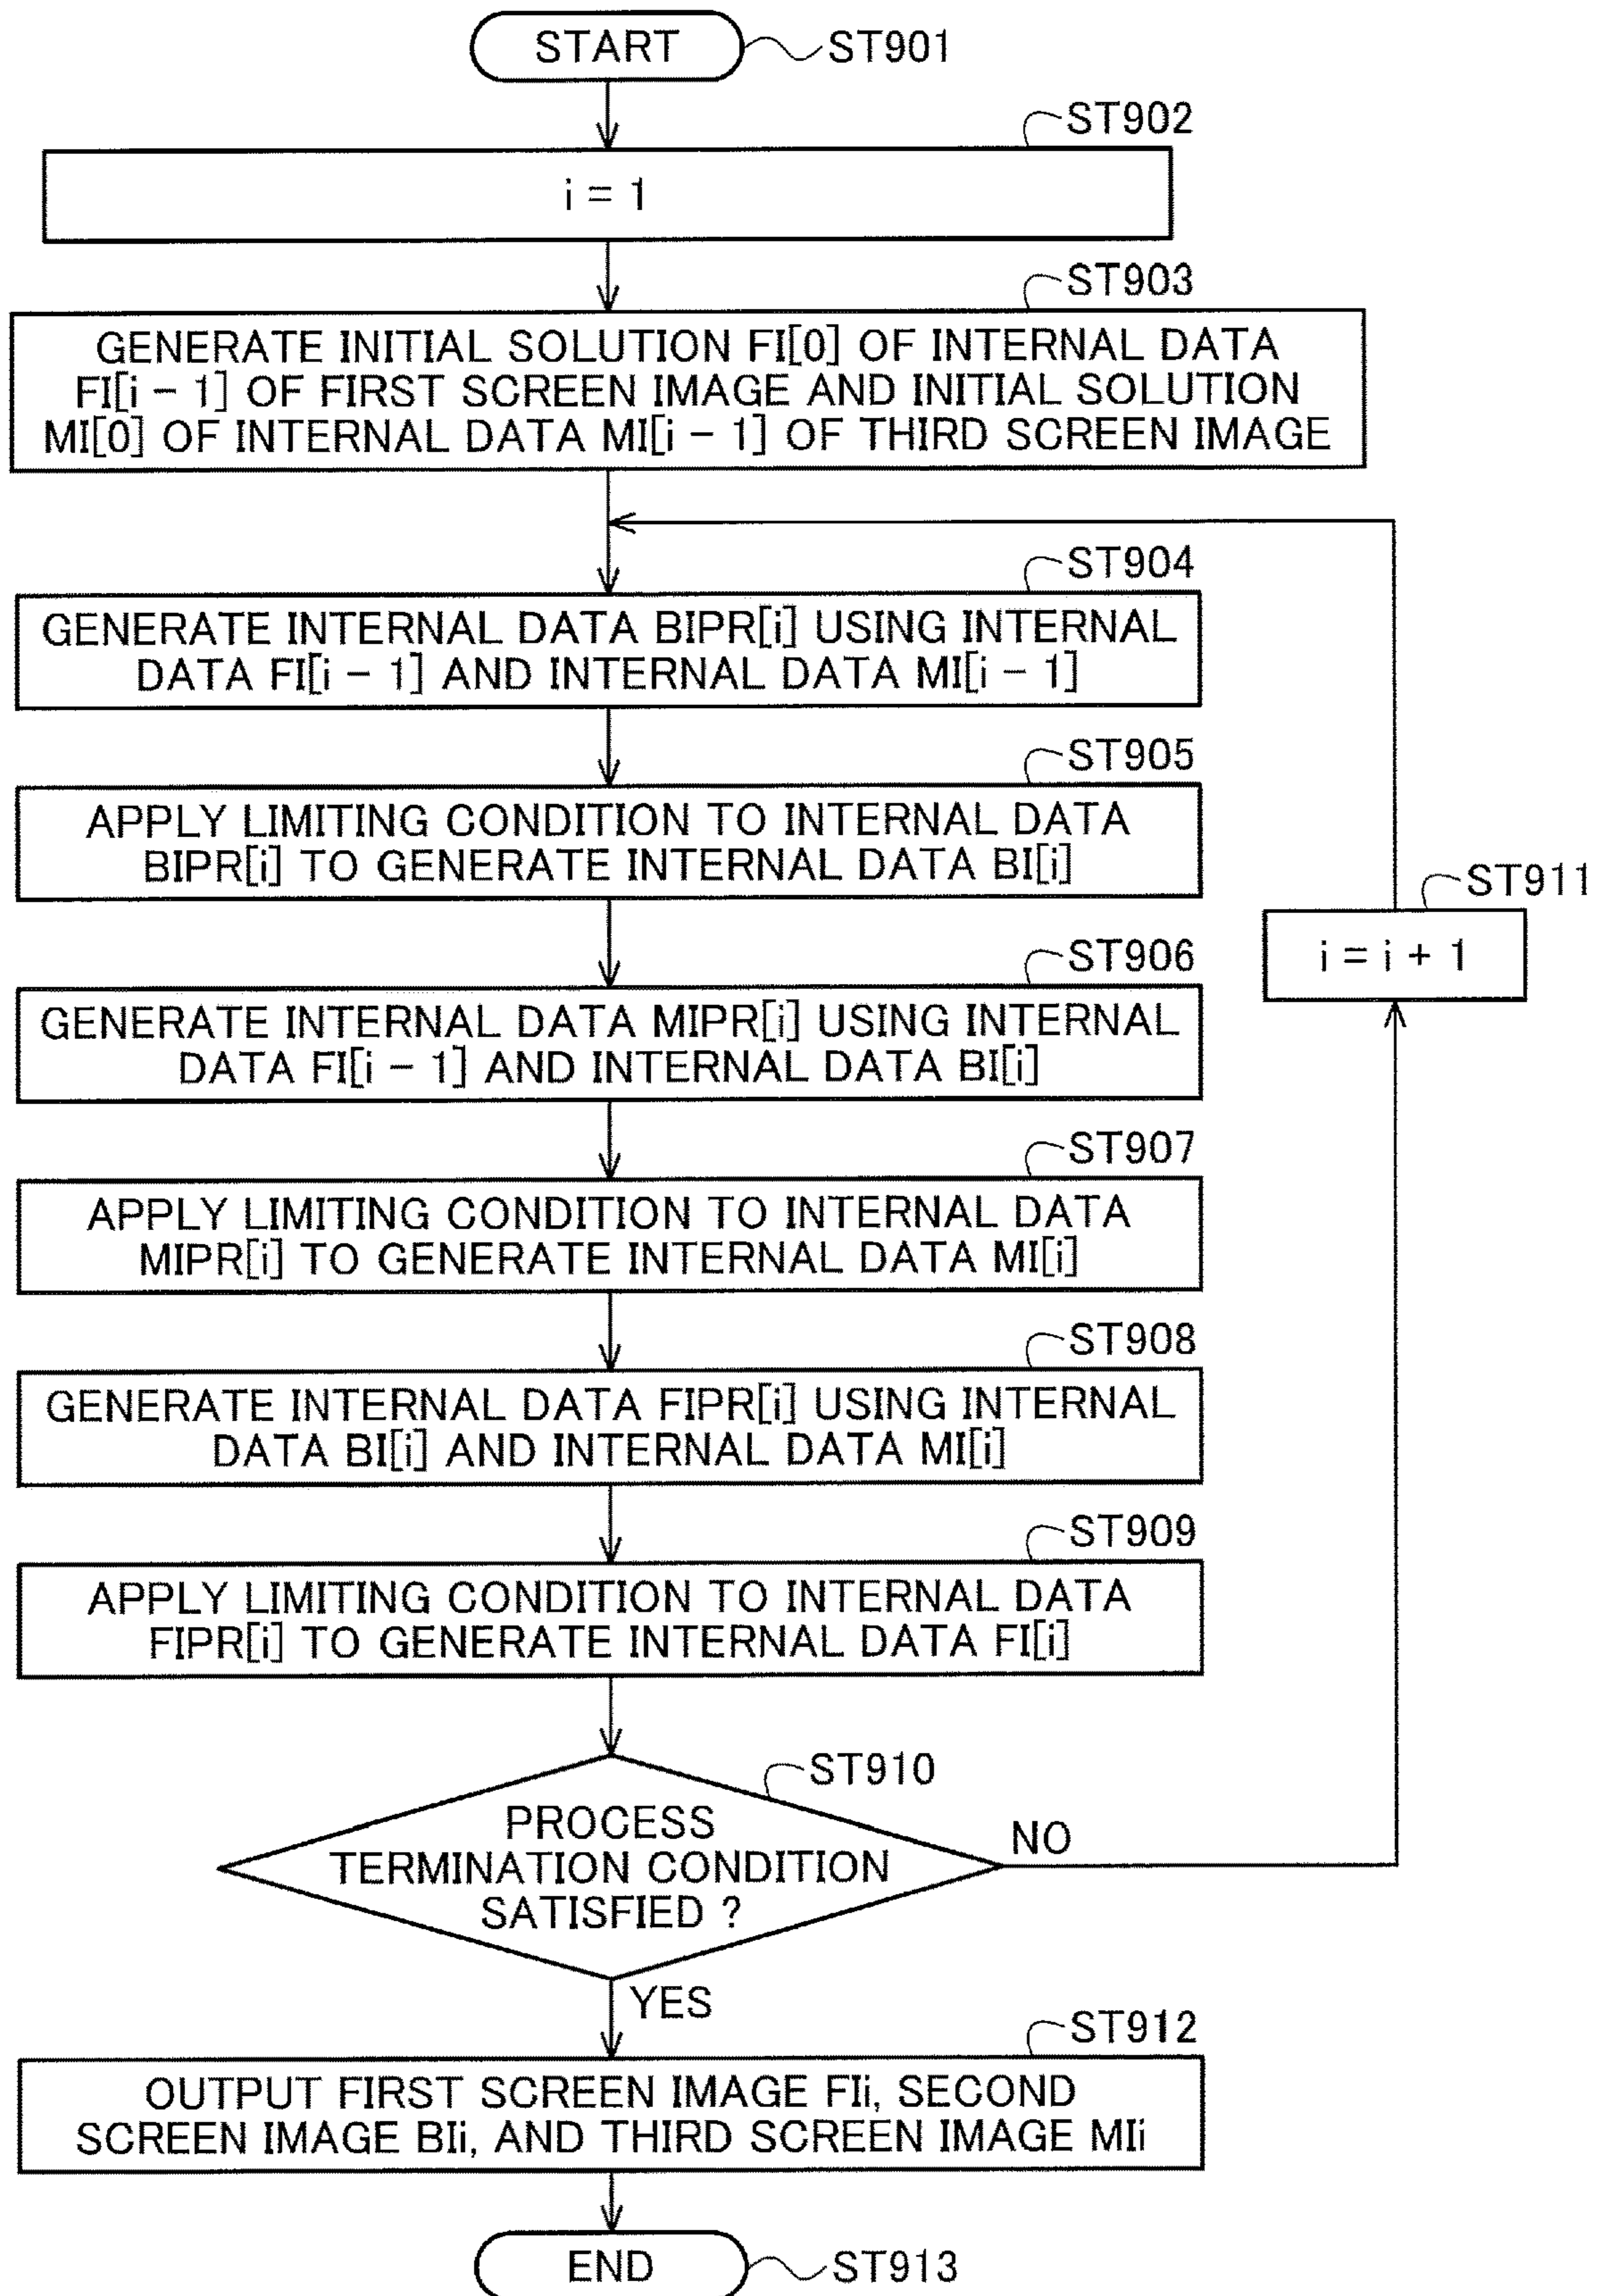 START
ST901
ST902
i = 1
ST903
GENERATE INITIAL SOLUTION FI[0] OF INTERNAL DATA
FI[i − 1] OF FIRST SCREEN IMAGE AND INITIAL SOLUTION
MI[0] OF INTERNAL DATA MI[i − 1] OF THIRD SCREEN IMAGE
ST904
GENERATE INTERNAL DATA BIPR[i] USING INTERNAL
DATA FI[i − 1] AND INTERNAL DATA MI[i − 1]
ST905
APPLY LIMITING CONDITION TO INTERNAL DATA
BIPR[i] TO GENERATE INTERNAL DATA BI[i]
ST911
i = i + 1
ST906
GENERATE INTERNAL DATA MIPR[i] USING INTERNAL
DATA FI[i − 1] AND INTERNAL DATA BI[i]
ST907
APPLY LIMITING CONDITION TO INTERNAL DATA
MIPR[i] TO GENERATE INTERNAL DATA MI[i]
ST908
GENERATE INTERNAL DATA FIPR[i] USING INTERNAL
DATA BI[i] AND INTERNAL DATA MI[i]
ST909
APPLY LIMITING CONDITION TO INTERNAL DATA
FIPR[i] TO GENERATE INTERNAL DATA FI[i]
ST910
PROCESS
TERMINATION CONDITION
SATISFIED ?
NO
YES
ST912
OUTPUT FIRST SCREEN IMAGE FIi, SECOND
SCREEN IMAGE BIi, AND THIRD SCREEN IMAGE MIi
END
ST913